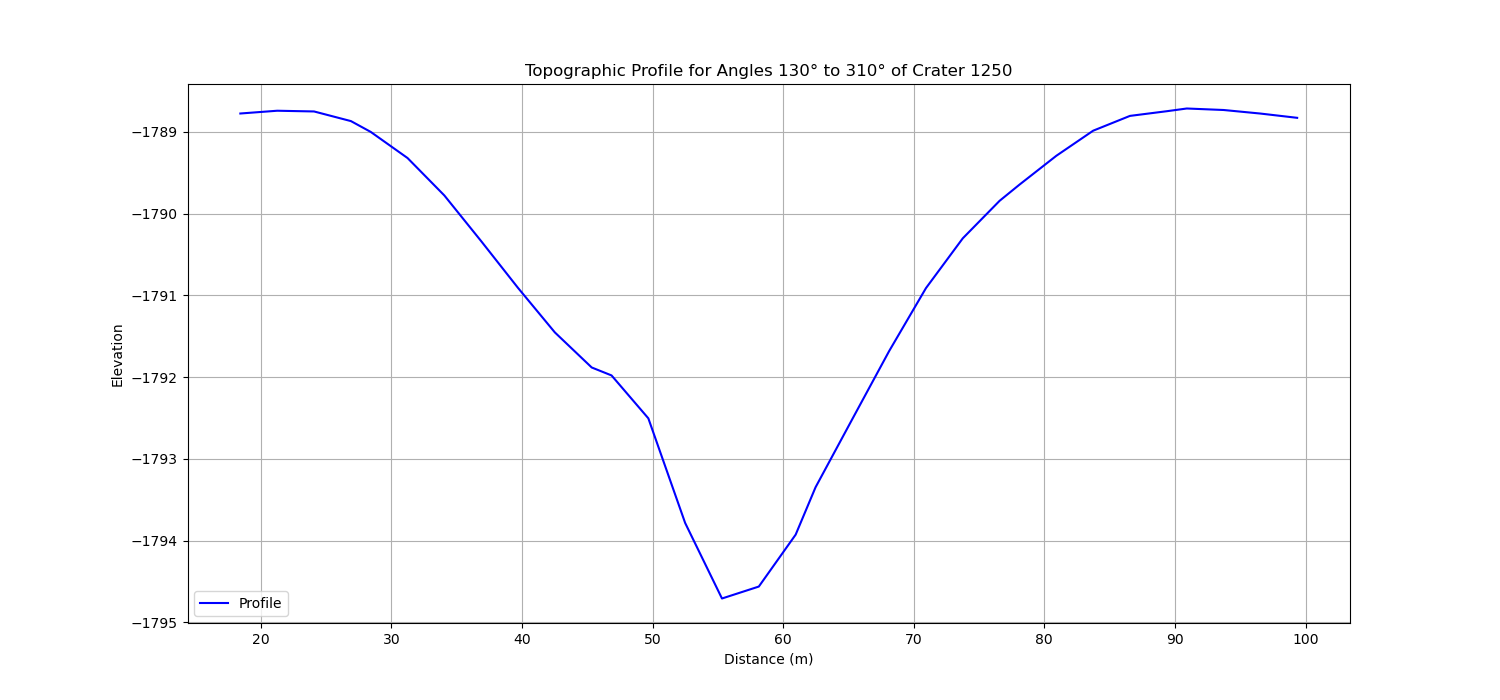 Topographic Profile for Angles 130° to 310° of Crater 1250
−1789
−1790
−1791
−1792
−1793
−1794
−1795
Elevation
Profile
20 30 40 50 60 70 80 90 100
Distance (m)